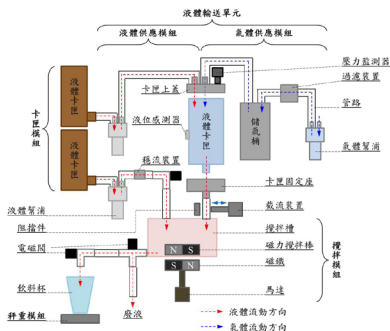 液體輸送單元
液體供應模組
氣體供應模組
壓力監測器
過濾裝置
卡匣上蓋
管路
液體卡匣
液體卡匣
卡匣模組
液位感測器
液體卡匣
儲氣桶
氣體幫浦
穩流裝置
卡匣固定座
液體幫浦
截流裝置
阻擋件
攪拌槽
電磁閥
N S
磁力攪拌棒
S N
磁鐵
攪拌模組
飲料杯
馬達
廢液
秤重模組
液體流動方向
氣體流動方向